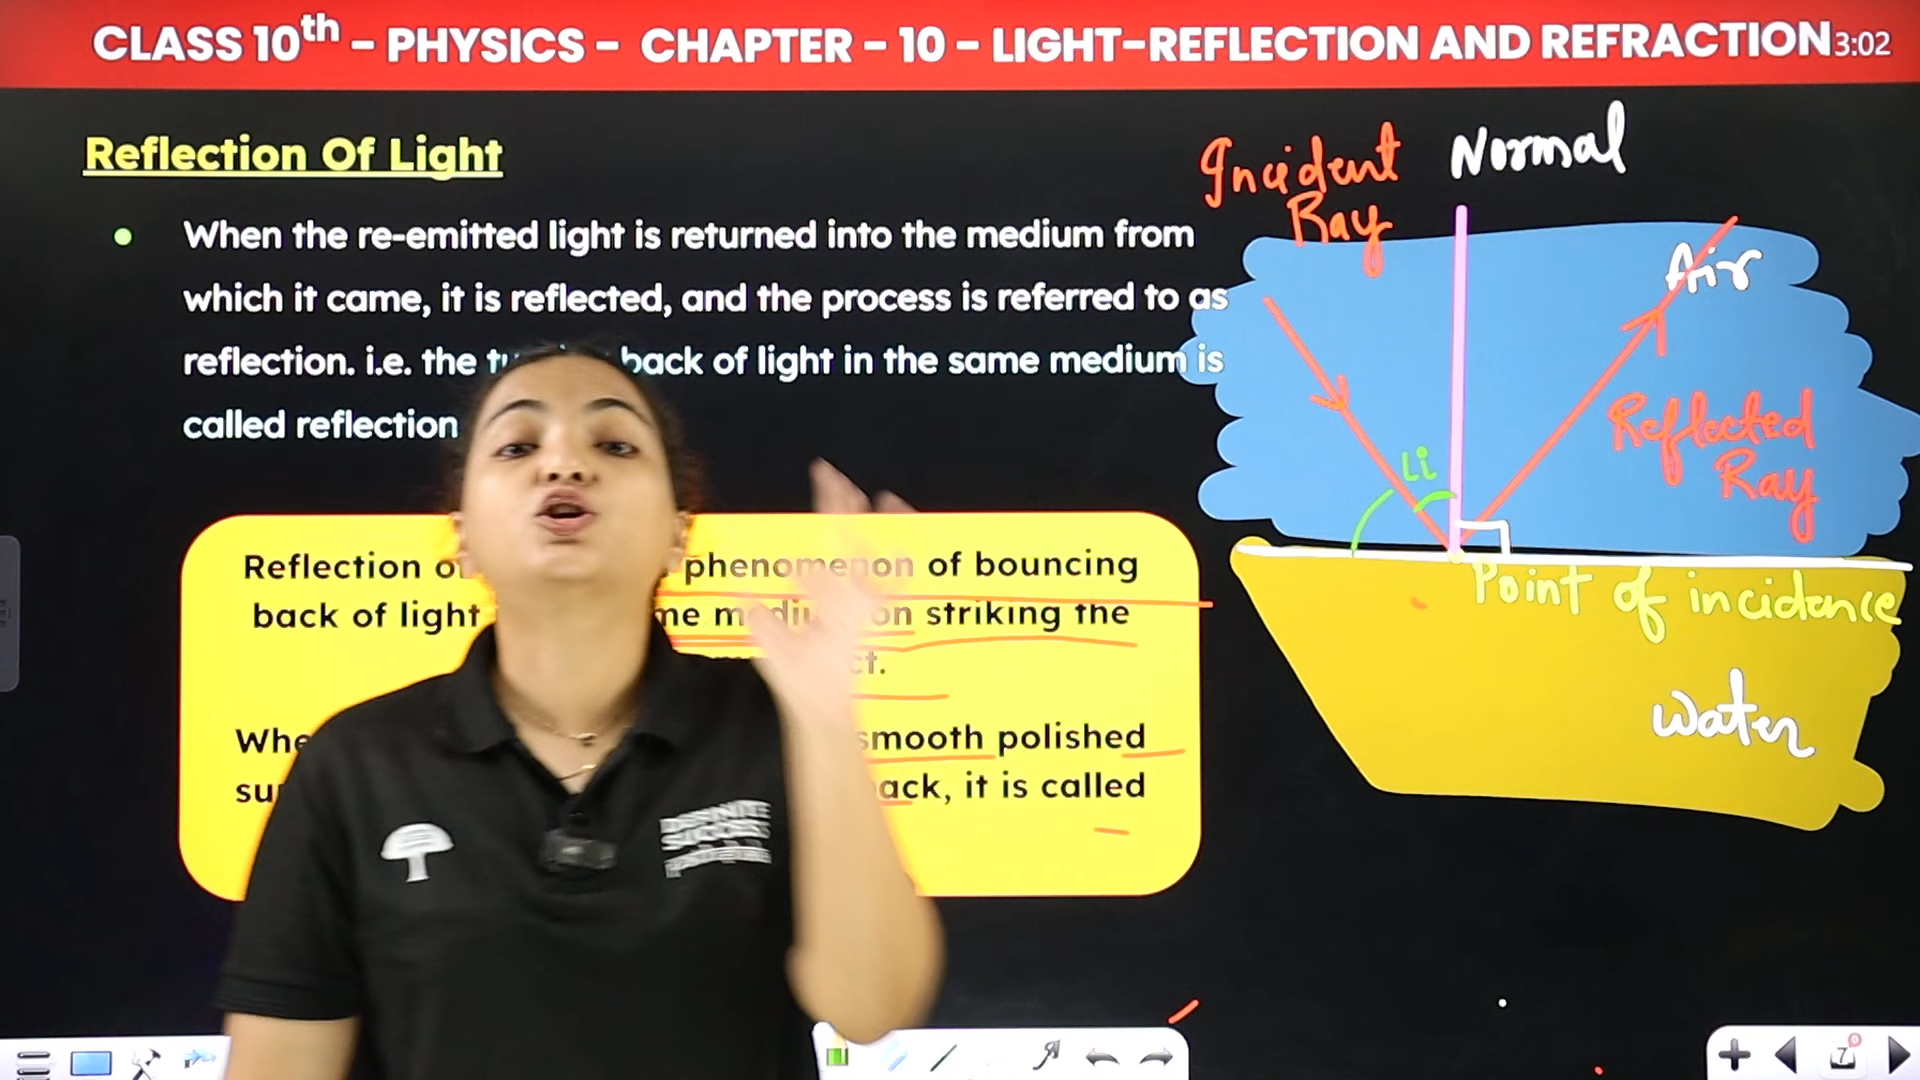 CLASS 10th - PHYSICS - CHAPTER - 10 - LIGHT-REFLECTION AND REFRACTION 3:02
Reflection Of Light
When the re-emitted light is returned into the medium from
which it came, it is reflected, and the process is referred to as
reflection. i.e. the back of light in the same medium is
called reflection
Reflection phenomenon of bouncing
back of light on striking the
smooth polished
it is called
Incident
Ray
Normal
Air
Reflected
Ray
Li
Point of incidence
Water
DEFINITE
SUCCESS
7